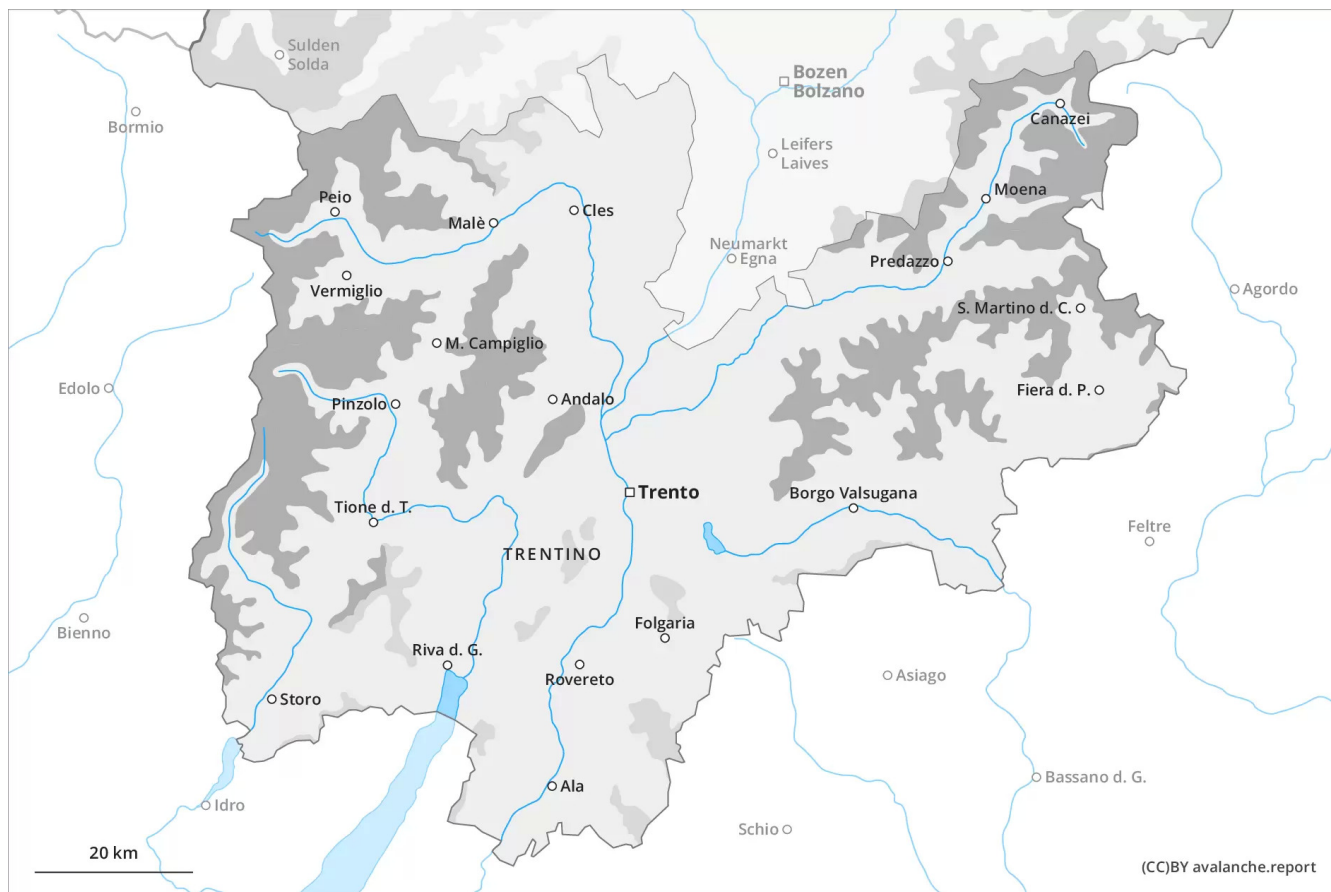 Sulden
Solda
Bozen
Bolzano
Bormio
Canazei
Leifers
Laives
Moena
Peio
Cles
Malè
Neumarkt
Egna
Predazzo
Vermiglio
Agordo
S. Martino d. C.
M. Campiglio
Edolo
Fiera d. P.
Pinzolo
Andalo
Trento
Borgo Valsugana
Tione d. T.
Feltre
TRENTINO
Bienno
Folgaria
Riva d. G.
Asiago
Rovereto
Storo
Bassano d. G.
Ala
Idro
Schio
20 km
(CC)BY avalanche.report